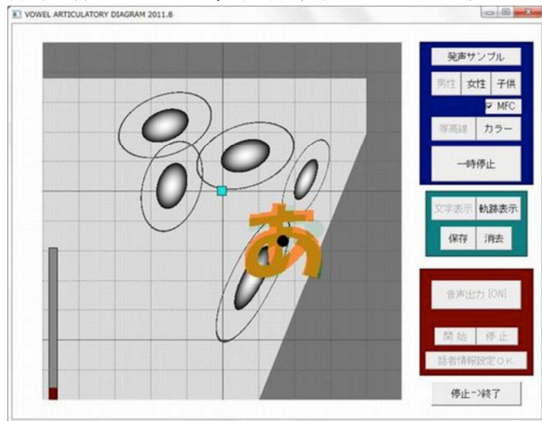 VOWEL ARTICULATORY DIAGRAM 2011.8
発声サンプル
男性 女性 子供
MFC
等高線 カラー
一時停止
文字表示 軌跡表示
保存 消去
あ
音声出力 [ON]
開始 停止
話者情報設定OK
停止->終了